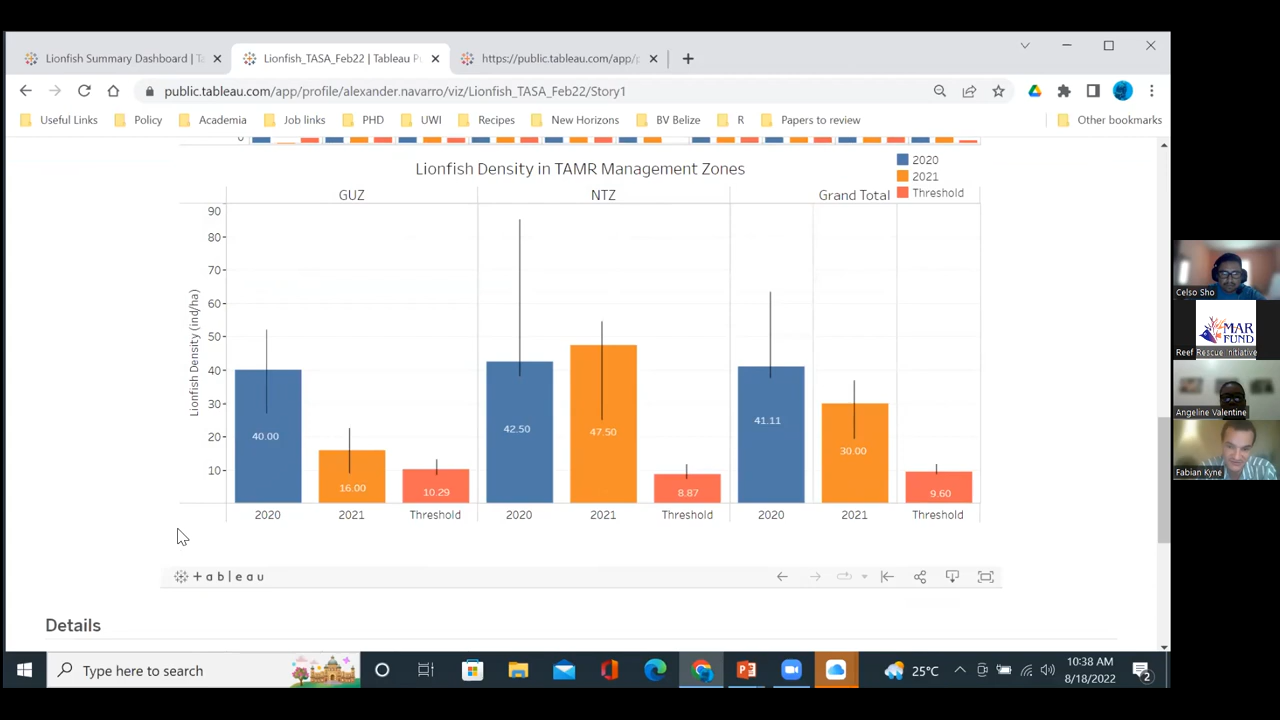 Lionfish Summary Dashboard | Ta
Lionfish_TASA_Feb22 | Tableau Pu
https://public.tableau.com/app/p
public.tableau.com/app/profile/alexander.navarro/viz/Lionfish_TASA_Feb22/Story1
Useful Links
Policy
Academia
Job links
PHD
UWI
Recipes
New Horizons
BV Belize
R
Papers to review
Other bookmarks
0
Lionfish Density in TAMR Management Zones
2020
2021
Threshold
GUZ
NTZ
Grand Total
Lionfish Density (ind/ha)
90
80
70
60
50
40
30
20
10
40.00
16.00
10.29
42.50
47.50
8.87
41.11
30.00
9.60
2020
2021
Threshold
2020
2021
Threshold
2020
2021
Threshold
+ a b | e a u
Details
Celso Sho
MAR
FUND
Reef Rescue Initiative
Angeline Valentine
Fabian Kyne
Type here to search
25°C
10:38 AM
8/18/2022
2